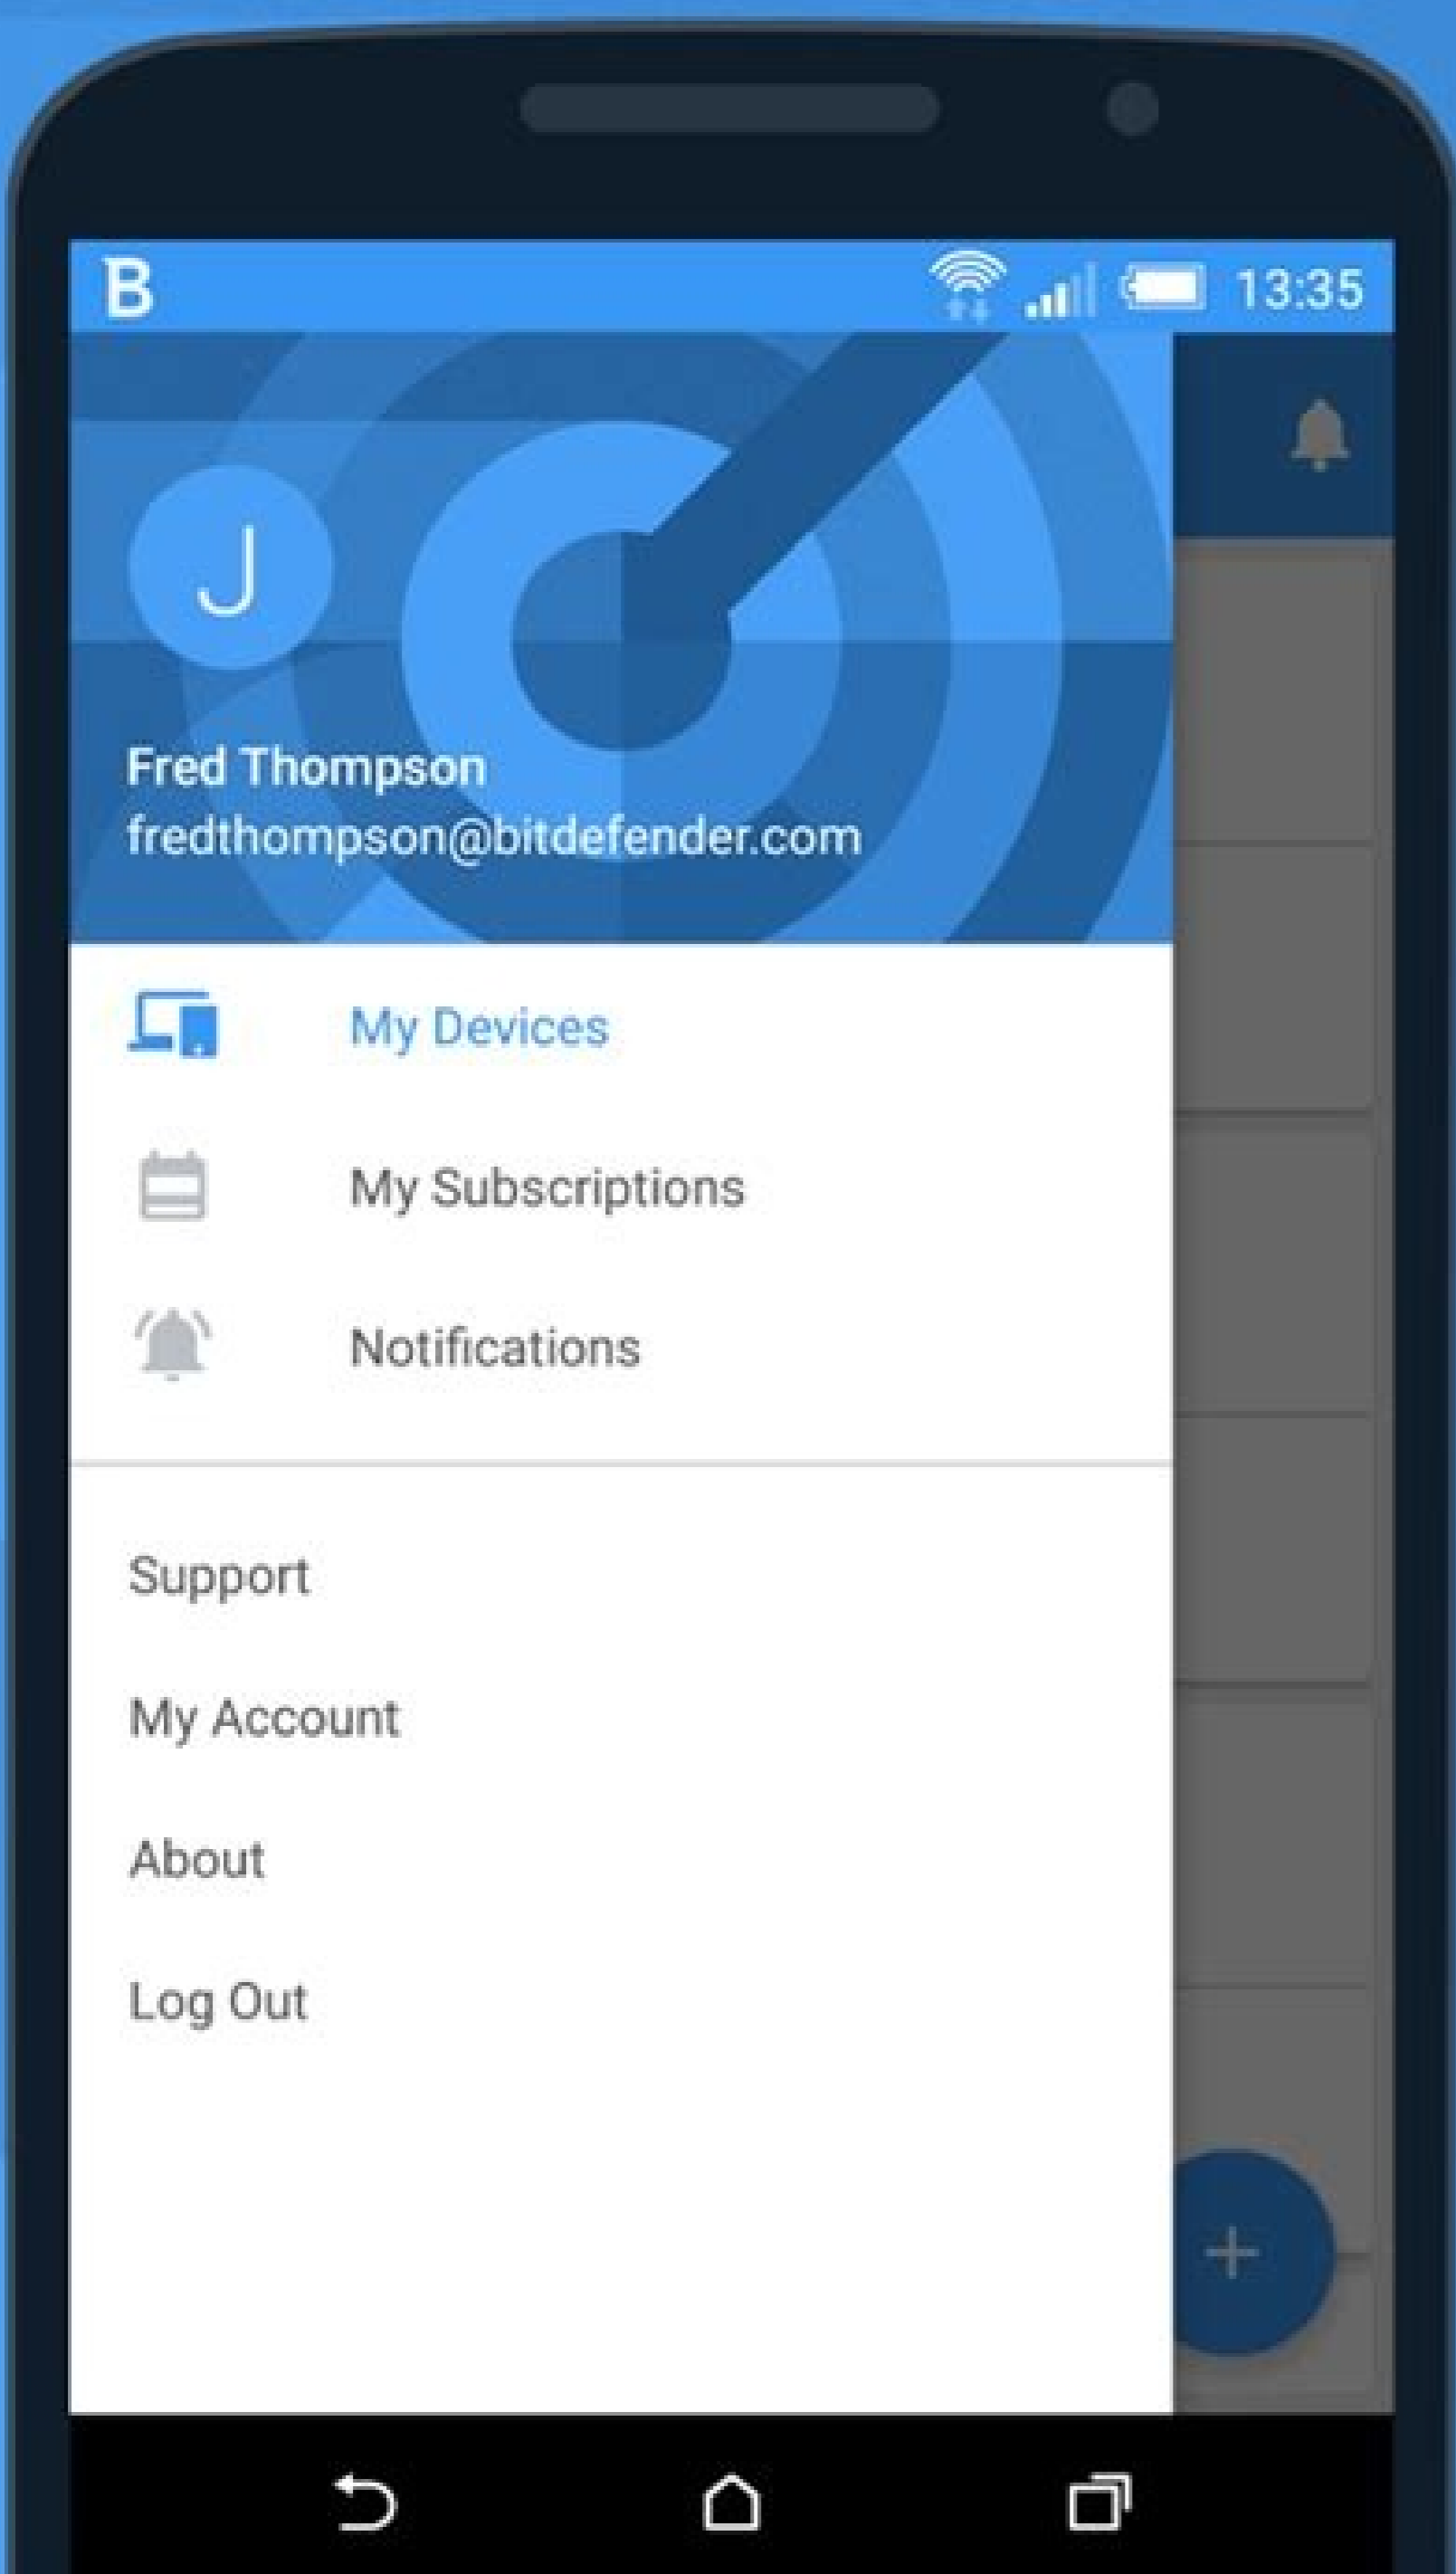 B
13:35
J
Fred Thompson
fredthompson@bitdefender.com
My Devices
My Subscriptions
Notifications
Support
My Account
About
Log Out